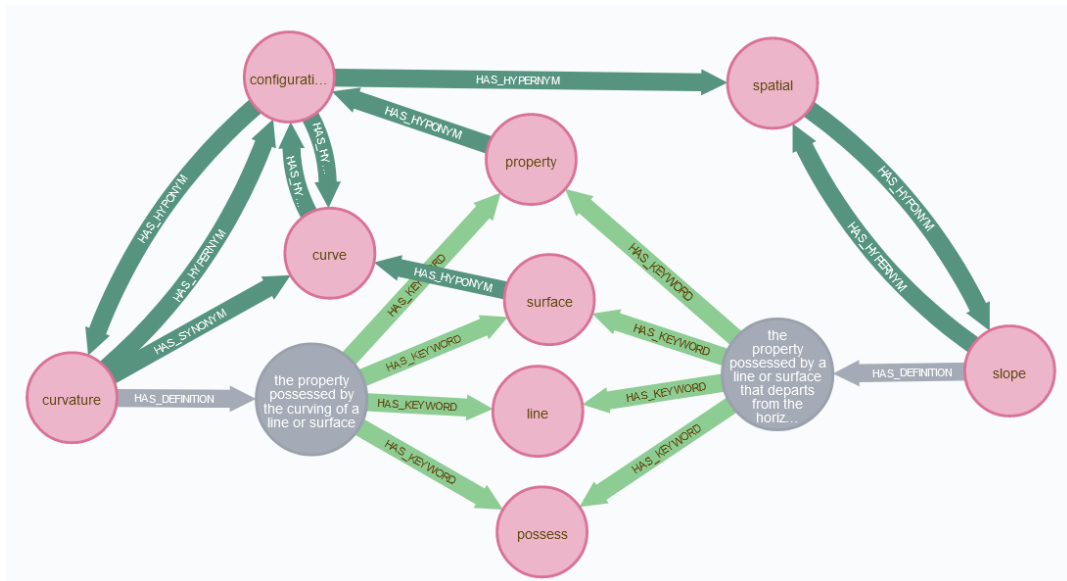 configurati...
HAS_HYPERNYM
spatial
HAS_HYPONYM
property
HAS_HY...
HAS_HY...
HAS_HYPONYM
HAS_HYPERNYM
HAS_HYPONYM
HAS_HYPERNYM
curve
HAS_HYPONYM
HAS_KEYWORD
HAS_KEYWORD
surface
HAS_SYNONYM
HAS_KEYWORD
HAS_KEYWORD
curvature
HAS_DEFINITION
the property
possessed by
the curving of a
line or surface
HAS_KEYWORD
line
HAS_KEYWORD
the
property
possessed by a
line or surface
that departs
from the
horiz...
HAS_DEFINITION
slope
HAS_KEYWORD
HAS_KEYWORD
possess